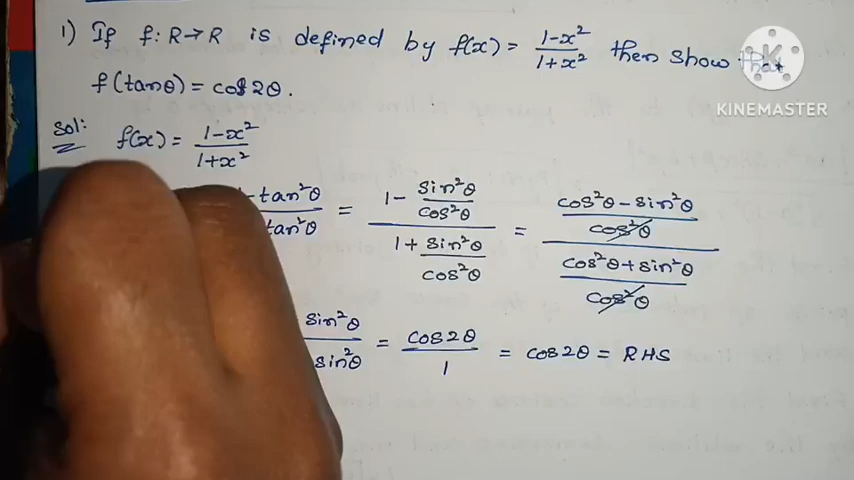 1) If f: R→R is defined by f(x) = 1-x²/1+x² then show that
f(tanθ) = cos2θ.
Sol: f(x) = 1-x²/1+x²
-tan²θ/tan²θ = 1 - sin²θ/cos²θ / 1 + sin²θ/cos²θ = cos²θ - sin²θ/cos²θ / cos²θ + sin²θ/cos²θ
sin²θ/sin²θ = cos2θ/1 = cos2θ = RHS
K
KINEMASTER